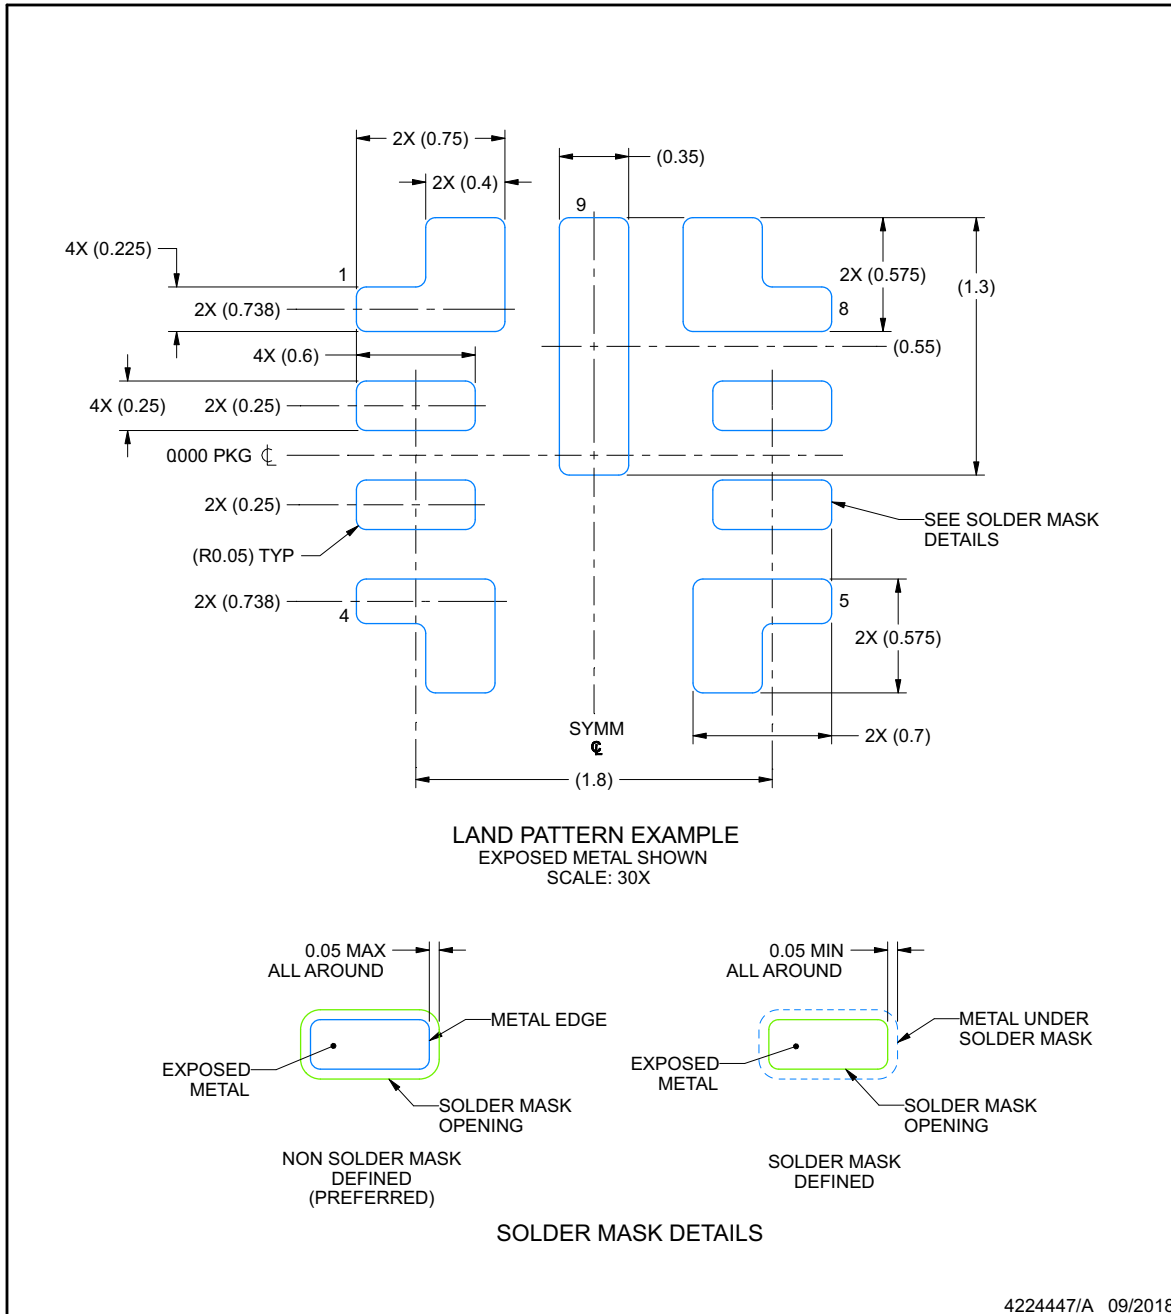 2X (0.75)
(0.35)
2X (0.4)
9
4X (0.225)
1
2X (0.575)
(1.3)
2X (0.738)
8
4X (0.6)
(0.55)
4X (0.25)
2X (0.25)
0.000 PKG ℄
2X (0.25)
SEE SOLDER MASK
DETAILS
(R0.05) TYP
2X (0.738)
4
5
2X (0.575)
SYMM
℄
2X (0.7)
(1.8)
LAND PATTERN EXAMPLE
EXPOSED METAL SHOWN
SCALE: 30X
0.05 MAX
ALL AROUND
METAL EDGE
EXPOSED
METAL
SOLDER MASK
OPENING
NON SOLDER MASK
DEFINED
(PREFERRED)
0.05 MIN
ALL AROUND
METAL UNDER
SOLDER MASK
EXPOSED
METAL
SOLDER MASK
OPENING
SOLDER MASK
DEFINED
SOLDER MASK DETAILS
4224447/A 09/2018